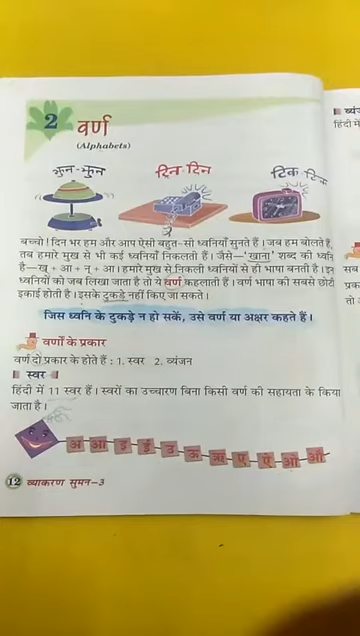 2 वर्ण
(Alphabets)
झुन-झुन टिन-टिन टिक-टिक
बच्चो! दिन भर हम और आप ऐसी बहुत-सी ध्वनियाँ सुनते हैं। जब हम बोलते हैं,
तब हमारे मुख से भी कई ध्वनियाँ निकलती हैं। जैसे—'खाना' शब्द की ध्वनि
है—ख् + आ + न् + आ। हमारे मुख से निकली ध्वनियों से ही भाषा बनती है। इन
ध्वनियों को जब लिखा जाता है तो ये वर्ण कहलाती हैं। वर्ण भाषा की सबसे छोटी
इकाई होती है। इसके टुकड़े नहीं किए जा सकते।
जिस ध्वनि के टुकड़े न हो सकें, उसे वर्ण या अक्षर कहते हैं।
वर्णों के प्रकार
वर्ण दो प्रकार के होते हैं : 1. स्वर 2. व्यंजन
स्वर
हिंदी में 11 स्वर हैं। स्वरों का उच्चारण बिना किसी वर्ण की सहायता के किया
जाता है।
अ आ इ ई उ ऊ ऋ ए ऐ ओ औ
12 व्याकरण सुमन-3
हिंदी में
सब
तो